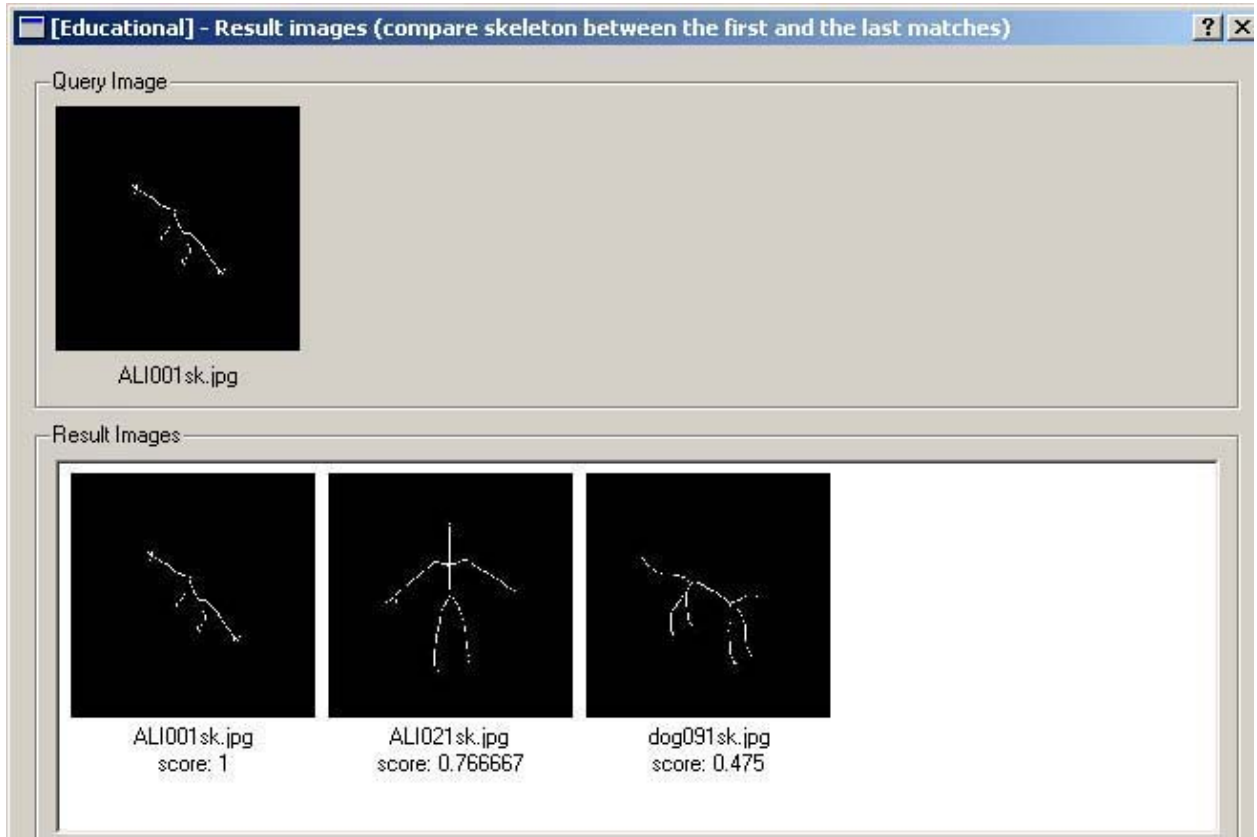 [Educational] - Result images (compare skeleton between the first and the last matches)
Query Image
ALI001sk.jpg
Result Images
ALI001sk.jpg
score: 1
ALI021sk.jpg
score: 0.766667
dog091sk.jpg
score: 0.475